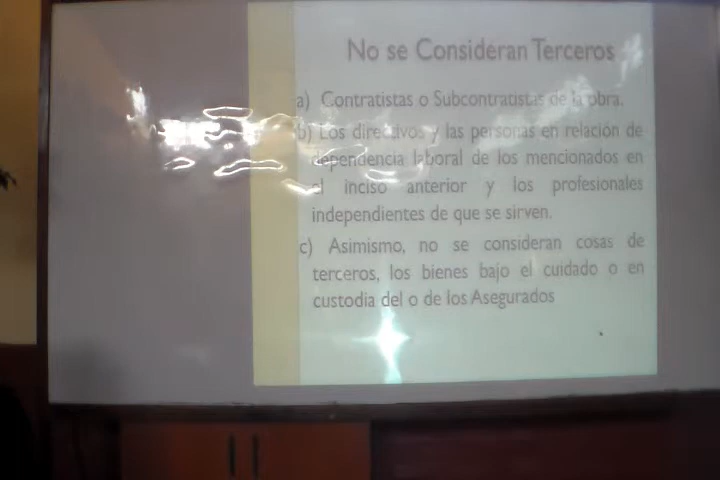 No se Consideran Terceros
a) Contratistas o Subcontratistas de la obra.
b) Los directivos y las personas en relación de
dependencia laboral de los mencionados en
el inciso anterior y los profesionales
independientes de que se sirven.
c) Asimismo, no se consideran cosas de
terceros, los bienes bajo el cuidado o en
custodia del o de los Asegurados